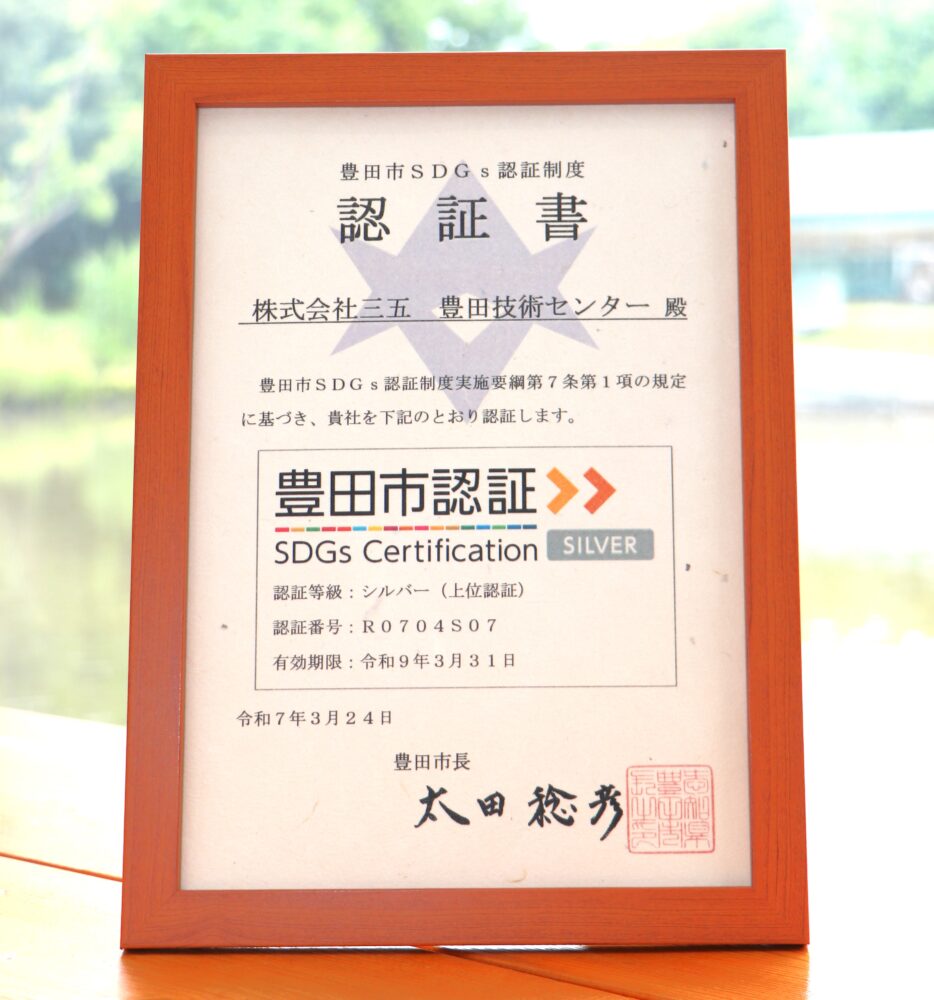 豊田市SDGs認証制度
認証書
株式会社三五　豊田技術センター 殿
豊田市SDGs認証制度実施要綱第7条第1項の規定
に基づき、貴社を下記のとおり認証します。
豊田市認証
SDGs Certification SILVER
認証等級：シルバー（上位認証）
認証番号：R0704S07
有効期限：令和9年3月31日
令和7年3月24日
豊田市長
太田 稔彦